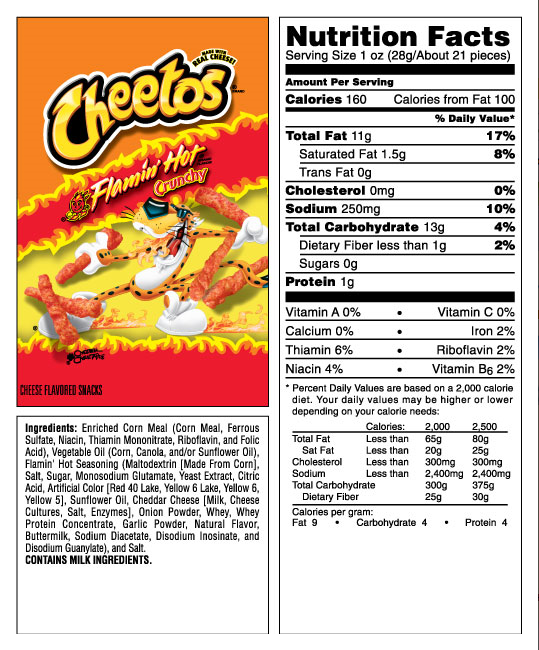 MADE WITH
REAL CHEESE!
Cheetos®
BRAND
Flamin' Hot
Crunchy
®
CHEESE FLAVORED SNACKS
Ingredients: Enriched Corn Meal (Corn Meal, Ferrous
Sulfate, Niacin, Thiamin Mononitrate, Riboflavin, and Folic
Acid), Vegetable Oil (Corn, Canola, and/or Sunflower Oil),
Flamin' Hot Seasoning (Maltodextrin [Made From Corn],
Salt, Sugar, Monosodium Glutamate, Yeast Extract, Citric
Acid, Artificial Color [Red 40 Lake, Yellow 6 Lake, Yellow 6,
Yellow 5], Sunflower Oil, Cheddar Cheese [Milk, Cheese
Cultures, Salt, Enzymes], Onion Powder, Whey, Whey
Protein Concentrate, Garlic Powder, Natural Flavor,
Buttermilk, Sodium Diacetate, Disodium Inosinate, and
Disodium Guanylate), and Salt.
CONTAINS MILK INGREDIENTS.
Nutrition Facts
Serving Size 1 oz (28g/About 21 pieces)
Amount Per Serving
Calories 160 Calories from Fat 100
% Daily Value*
Total Fat 11g 17%
Saturated Fat 1.5g 8%
Trans Fat 0g
Cholesterol 0mg 0%
Sodium 250mg 10%
Total Carbohydrate 13g 4%
Dietary Fiber less than 1g 2%
Sugars 0g
Protein 1g
Vitamin A 0% • Vitamin C 0%
Calcium 0% • Iron 2%
Thiamin 6% • Riboflavin 2%
Niacin 4% • Vitamin B6 2%
* Percent Daily Values are based on a 2,000 calorie
diet. Your daily values may be higher or lower
depending on your calorie needs:
Calories: 2,000 2,500
Total Fat Less than 65g 80g
Sat Fat Less than 20g 25g
Cholesterol Less than 300mg 300mg
Sodium Less than 2,400mg 2,400mg
Total Carbohydrate 300g 375g
Dietary Fiber 25g 30g
Calories per gram:
Fat 9 • Carbohydrate 4 • Protein 4